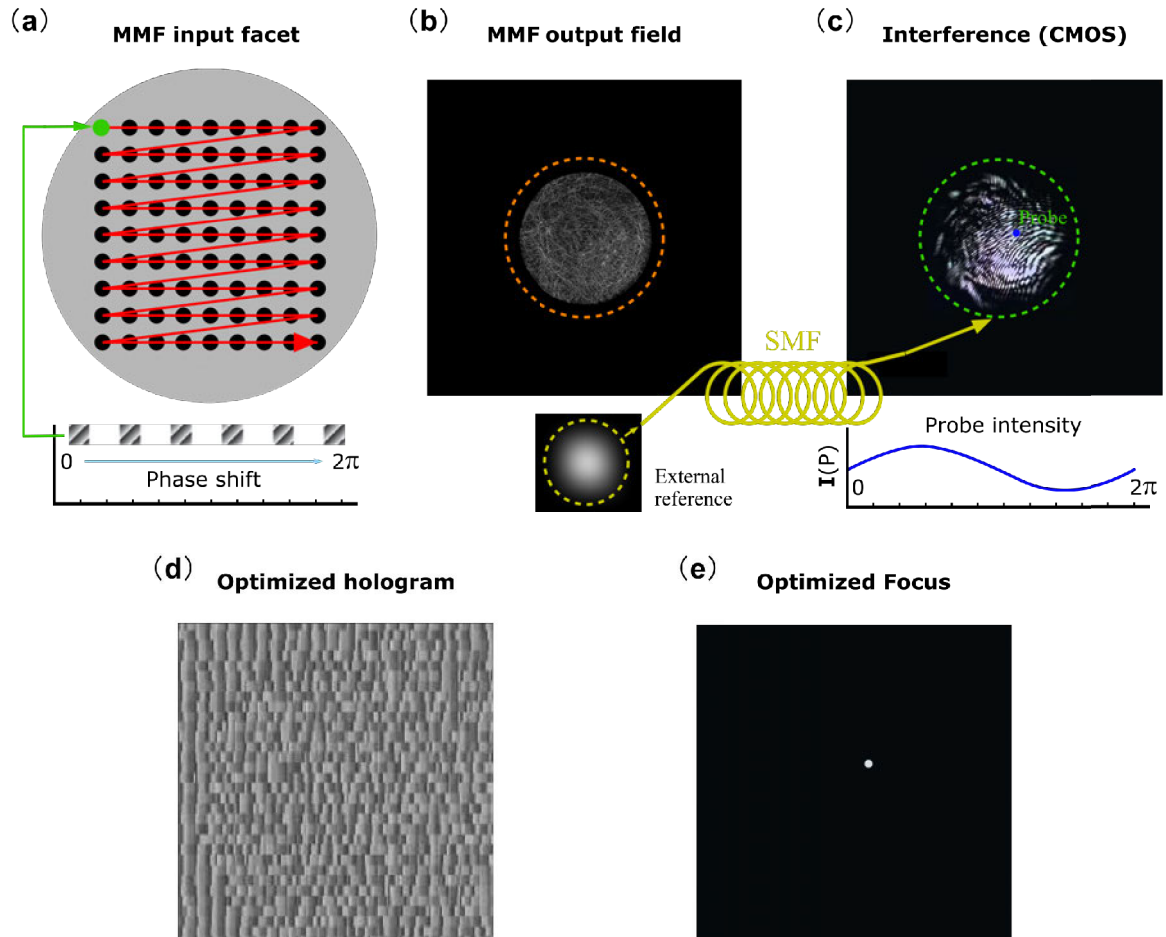 (a)
MMF input facet
0
2π
Phase shift
(b)
MMF output field
SMF
External
reference
(c)
Interference (CMOS)
Probe
Probe intensity
I(P)
0
2π
(d)
Optimized hologram
(e)
Optimized Focus